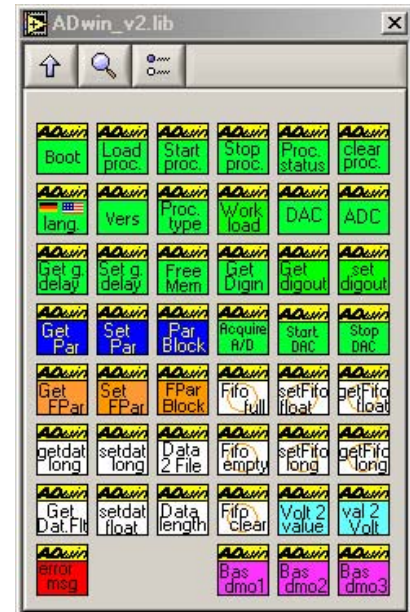 ADwin_v2.lib
ADwin ADwin ADwin ADwin ADwin ADwin
Boot Load proc. Start proc. Stop proc. Proc. status clear proc.
ADwin ADwin ADwin ADwin ADwin ADwin
lang. Vers Proc. type Work load DAC ADC
ADwin ADwin ADwin ADwin ADwin ADwin
Get g. delay Set g. delay Free Mem Get Digin Get digout set digout
ADwin ADwin ADwin ADwin ADwin ADwin
Get Par Set Par Par Block Acquire A/D Start DAC Stop DAC
ADwin ADwin ADwin ADwin ADwin ADwin
Get FPar Set FPar FPar Block Fifo full setFifo float getFifo float
ADwin ADwin ADwin ADwin ADwin ADwin
getdat long setdat long Data 2 File Fifo empty setFifo long getFifo long
ADwin ADwin ADwin ADwin ADwin ADwin
Get Dat.Flt setdat float Data length Fifo clear Volt 2 value val 2 Volt
ADwin ADwin ADwin ADwin
error msg Bas dmo1 Bas dmo2 Bas dmo3